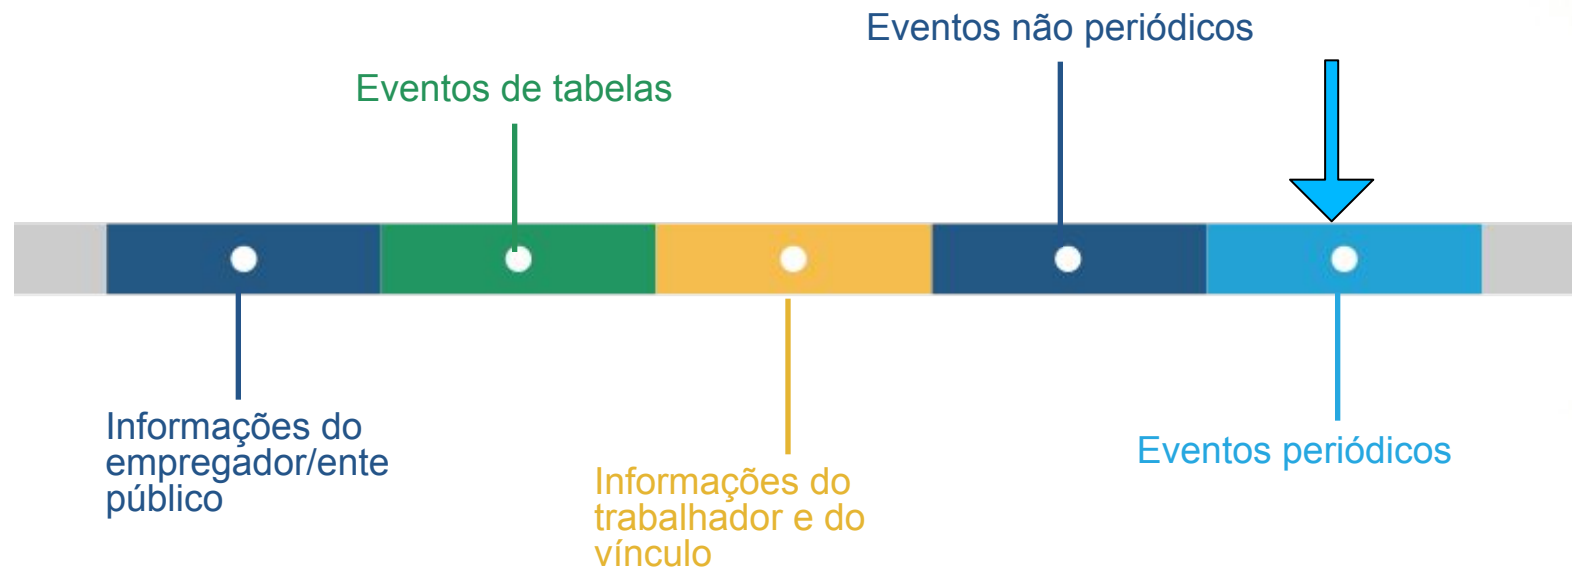 Eventos não periódicos
Eventos de tabelas
Informações do
empregador/ente
público
Informações do
trabalhador e do
vínculo
Eventos periódicos